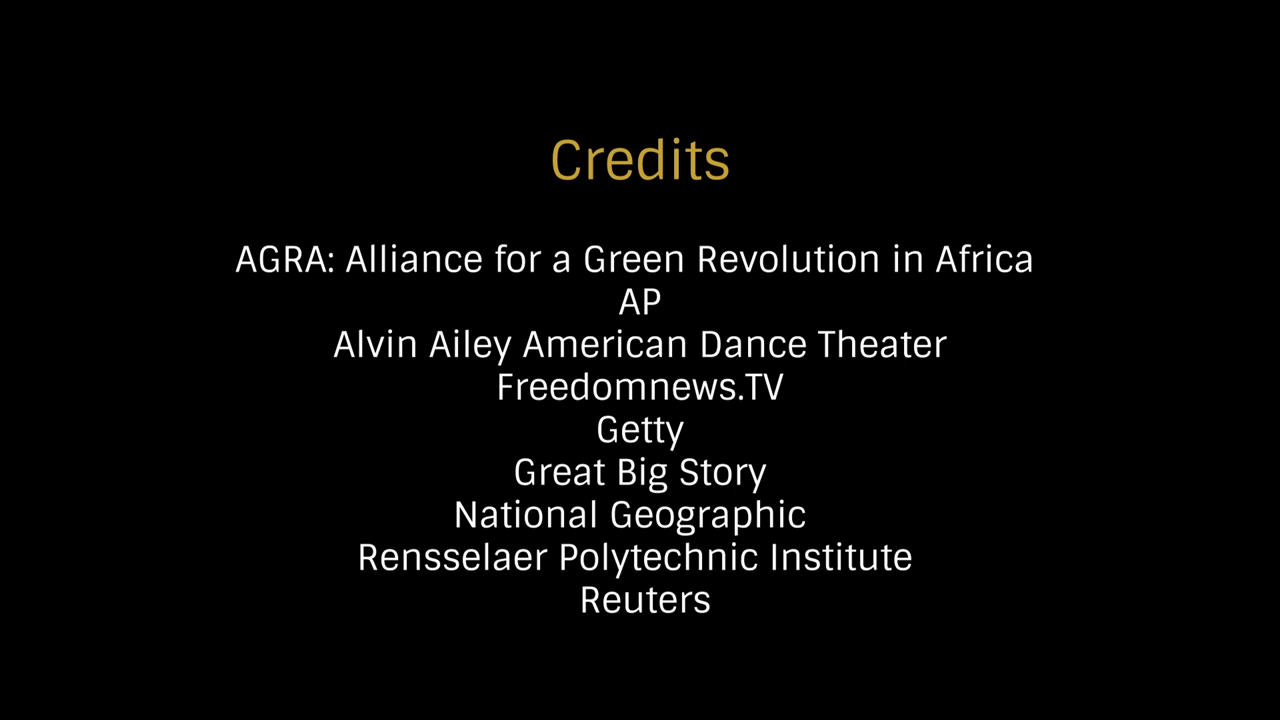 Credits
AGRA: Alliance for a Green Revolution in Africa
AP
Alvin Ailey American Dance Theater
Freedomnews.TV
Getty
Great Big Story
National Geographic
Rensselaer Polytechnic Institute
Reuters